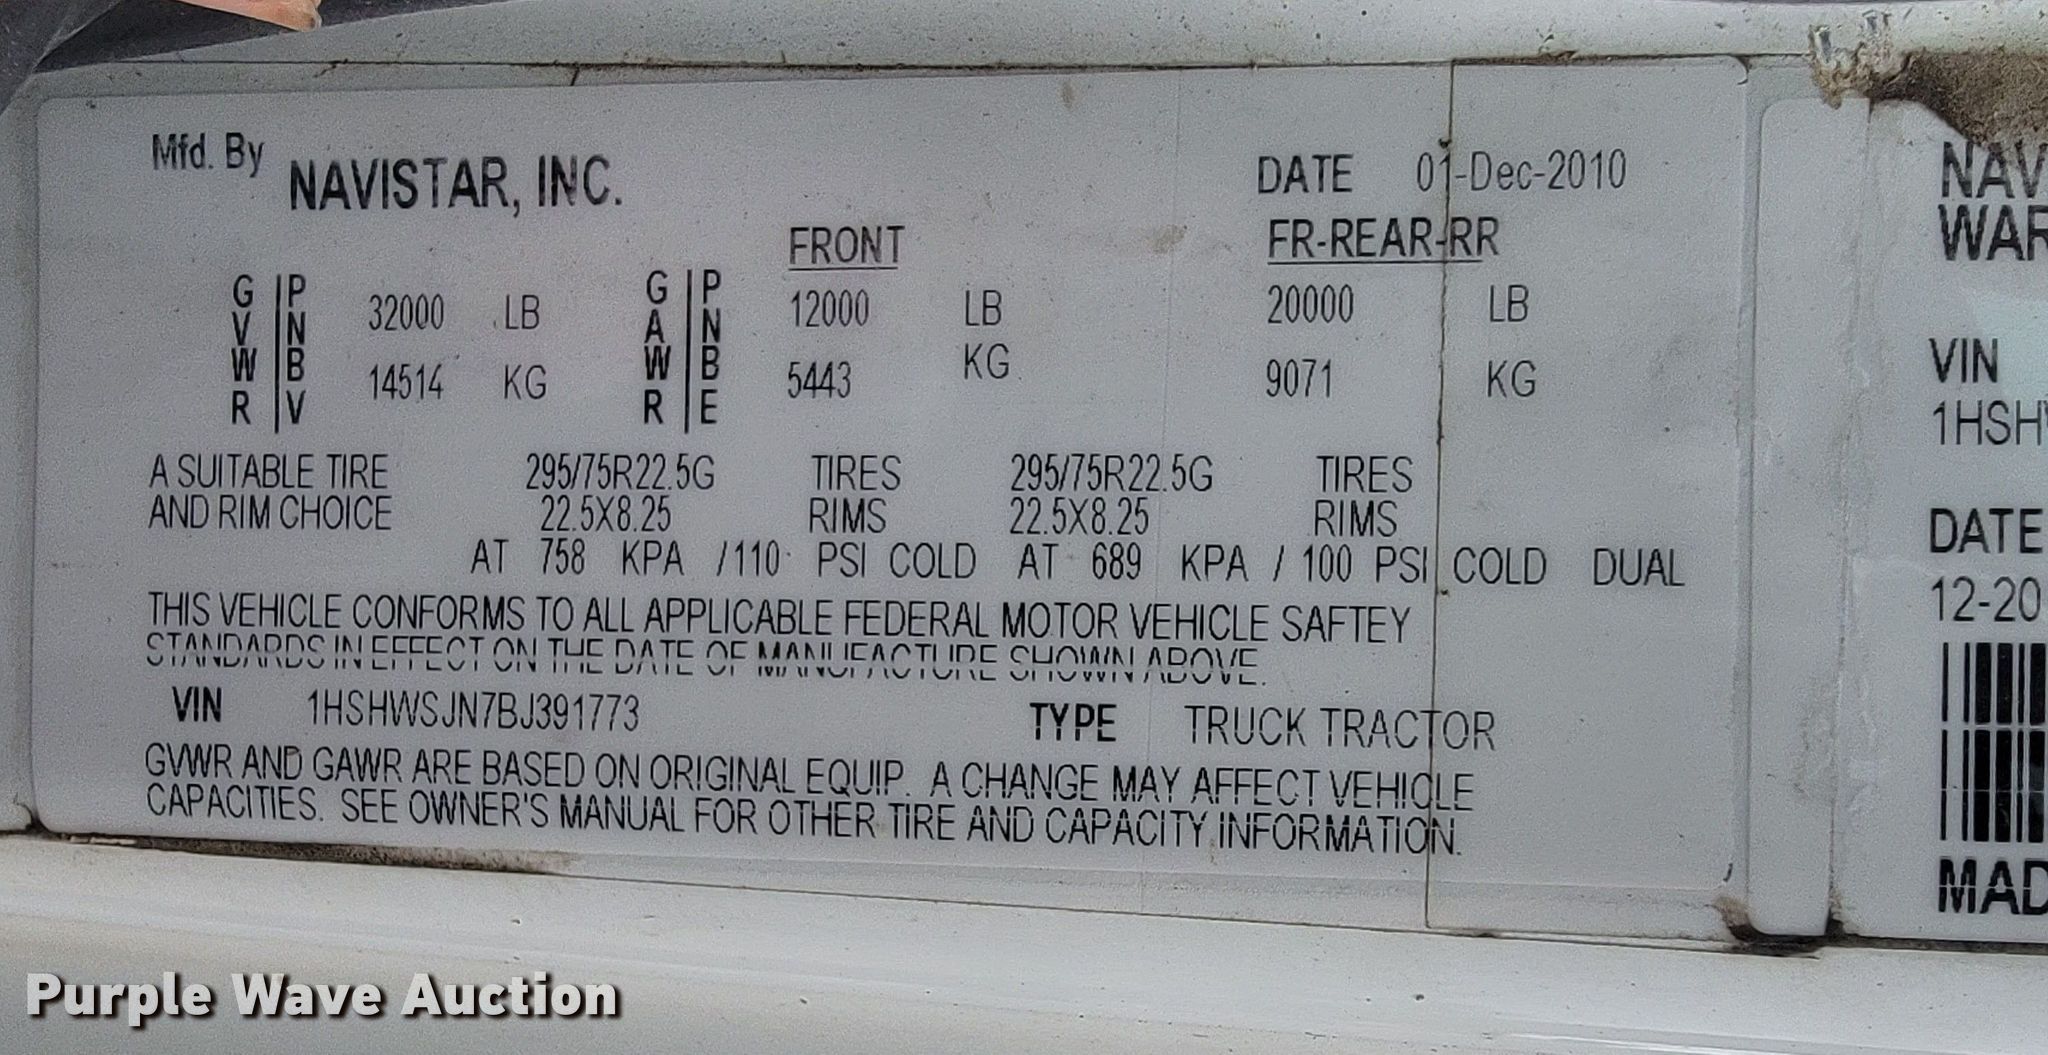 Mfd. By NAVISTAR, INC. DATE 01-Dec-2010
FRONT FR-REAR-RR
GVWR PNBV 32000 LB GAWR PNBE 12000 LB 20000 LB
14514 KG 5443 KG 9071 KG
A SUITABLE TIRE 295/75R22.5G TIRES 295/75R22.5G TIRES
AND RIM CHOICE 22.5X8.25 RIMS 22.5X8.25 RIMS
AT 758 KPA /110 PSI COLD AT 689 KPA / 100 PSI COLD DUAL
THIS VEHICLE CONFORMS TO ALL APPLICABLE FEDERAL MOTOR VEHICLE SAFTEY
STANDARDS IN EFFECT ON THE DATE OF MANUFACTURE SHOWN ABOVE.
VIN 1HSHWSJN7BJ391773 TYPE TRUCK TRACTOR
GVWR AND GAWR ARE BASED ON ORIGINAL EQUIP. A CHANGE MAY AFFECT VEHICLE
CAPACITIES. SEE OWNER'S MANUAL FOR OTHER TIRE AND CAPACITY INFORMATION.
NAV
WAR
VIN
1HSHW
DATE
12-20
MAD
Purple Wave Auction